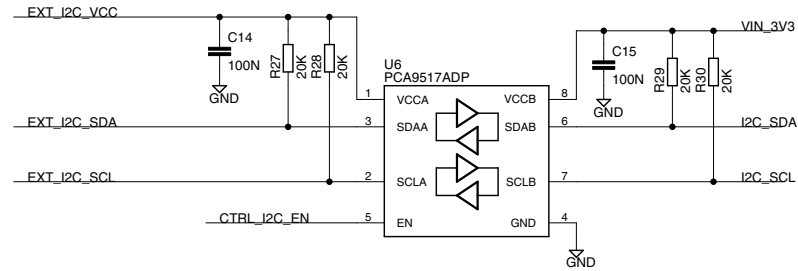 EXT_I2C_VCC
VIN_3V3
C14
100N
R27
20K
R28
20K
GND
U6
PCA9517ADP
C15
100N
R29
20K
R30
20K
GND
1 VCCA VCCB 8
EXT_I2C_SDA 3 SDAA SDAB 6 I2C_SDA
EXT_I2C_SCL 2 SCLA SCLB 7 I2C_SCL
CTRL_I2C_EN 5 EN GND 4
GND